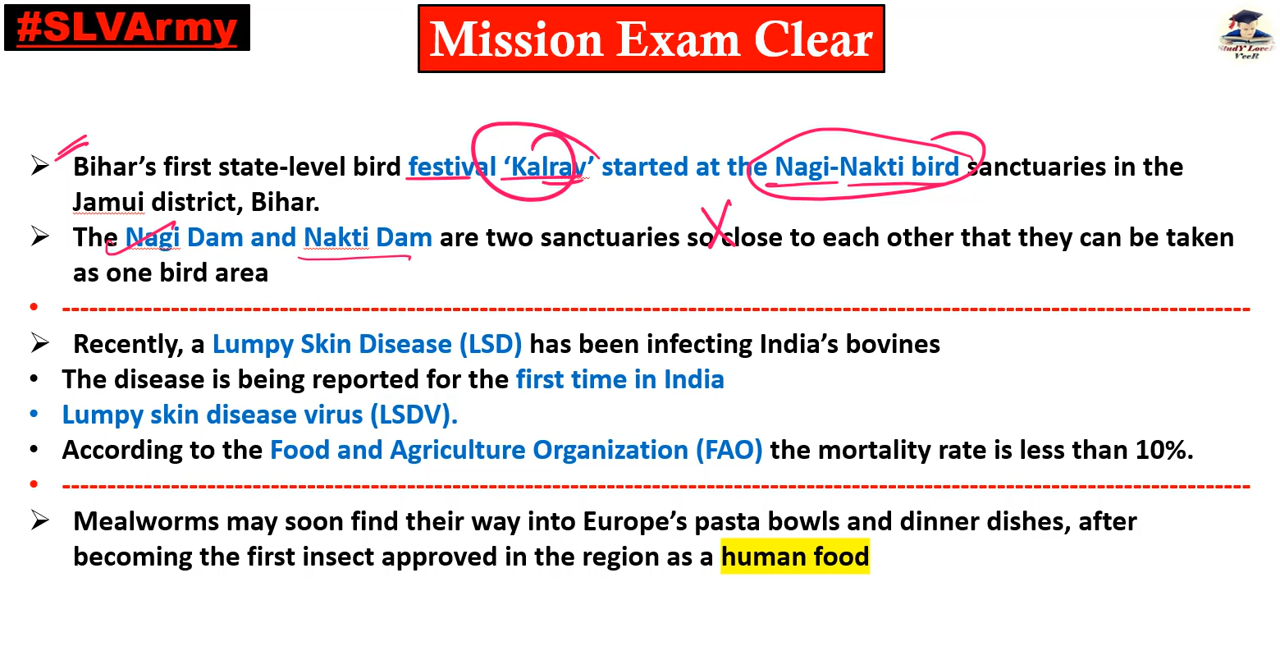 #SLVArmy
Mission Exam Clear
StudY LoveR
VeeR
➢ Bihar’s first state-level bird festival ‘Kalrav’ started at the Nagi-Nakti bird sanctuaries in the
Jamui district, Bihar.
➢ The Nagi Dam and Nakti Dam are two sanctuaries so close to each other that they can be taken
as one bird area
• -----------------------------------------------------------------------------------
➢ Recently, a Lumpy Skin Disease (LSD) has been infecting India’s bovines
• The disease is being reported for the first time in India
• Lumpy skin disease virus (LSDV).
• According to the Food and Agriculture Organization (FAO) the mortality rate is less than 10%.
• -----------------------------------------------------------------------------------
➢ Mealworms may soon find their way into Europe’s pasta bowls and dinner dishes, after
becoming the first insect approved in the region as a human food